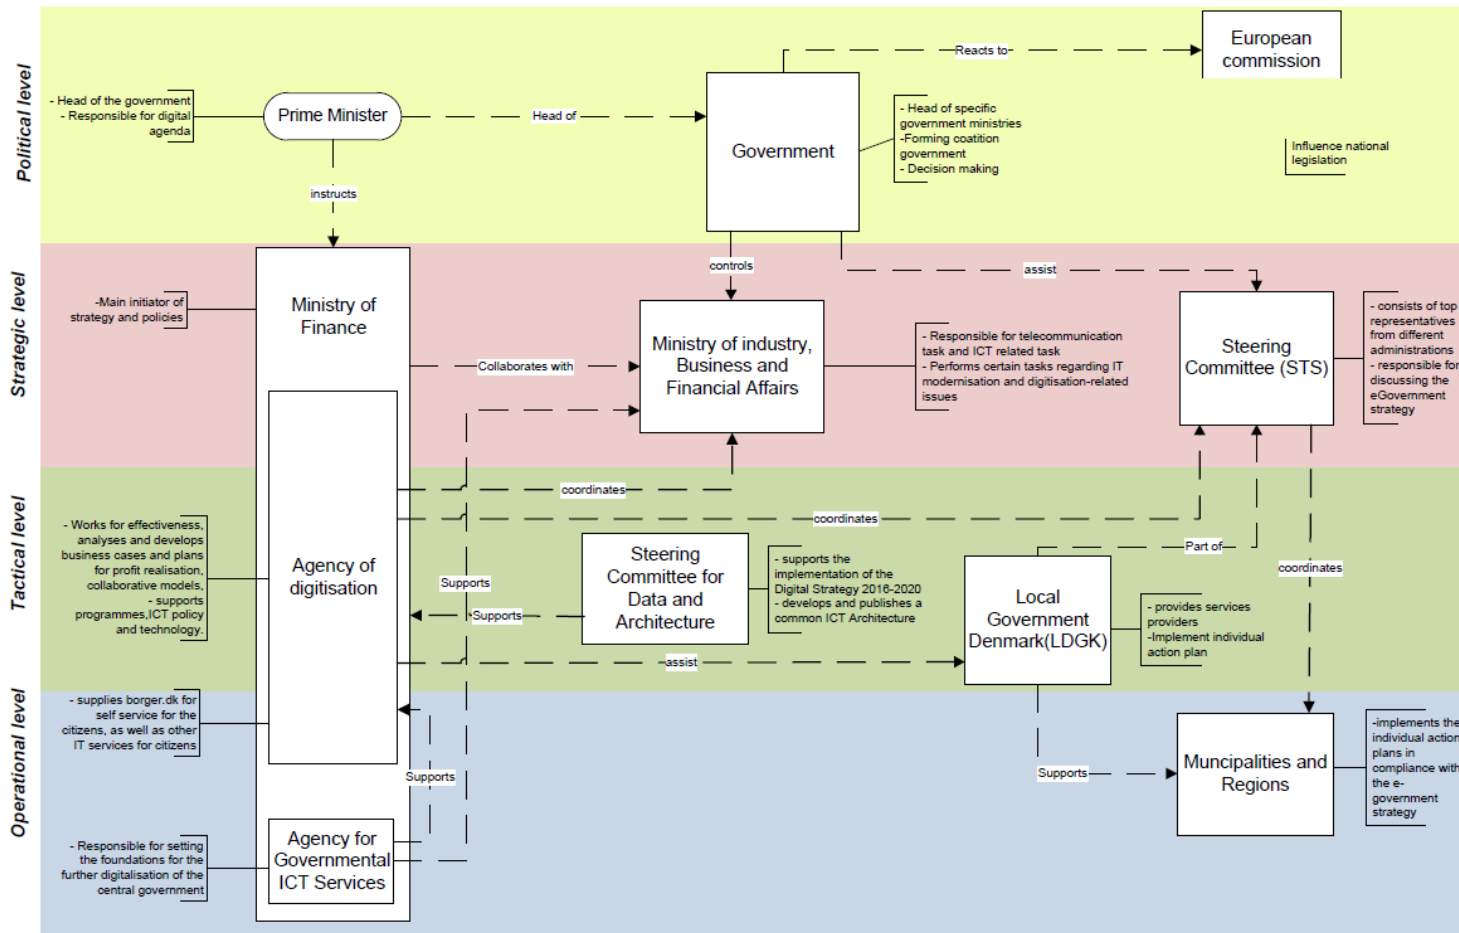 Political level
European
commission
Reacts to
- Head of the government
- Responsible for digital
agenda
Prime Minister
Head of
Government
- Head of specific
government ministries
-Forming coatition
government
- Decision making
Influence national
legislation
instructs
Strategic level
controls
assist
-Main initiator of
strategy and policies
Ministry of
Finance
Collaborates with
Ministry of industry,
Business and
Financial Affairs
- Responsible for telecommunication
task and ICT related task
- Performs certain tasks regarding IT
modernisation and digitisation-related
issues
Steering
Committee (STS)
- consists of top
representatives
from different
administrations
- responsible for
discussing the
eGovernment
strategy
Tactical level
coordinates
coordinates
- Works for effectiveness,
analyses and develops
business cases and plans
for profit realisation,
collaborative models,
- supports
programmes,ICT policy
and technology.
Agency of
digitisation
Supports
Supports
Steering
Committee for
Data and
Architecture
- supports the
implementation of the
Digital Strategy 2016-2020
- develops and publishes a
common ICT Architecture
Part of
coordinates
Local
Government
Denmark(LDGK)
- provides services
providers
-Implement individual
action plan
assist
Operational level
- supplies borger.dk for
self service for the
citizens, as well as other
IT services for citizens
Supports
Supports
Muncipalities and
Regions
-implements the
individual action
plans in
compliance with
the e-
government
strategy
- Responsible for setting
the foundations for the
further digitalisation of the
central government
Agency for
Governmental
ICT Services